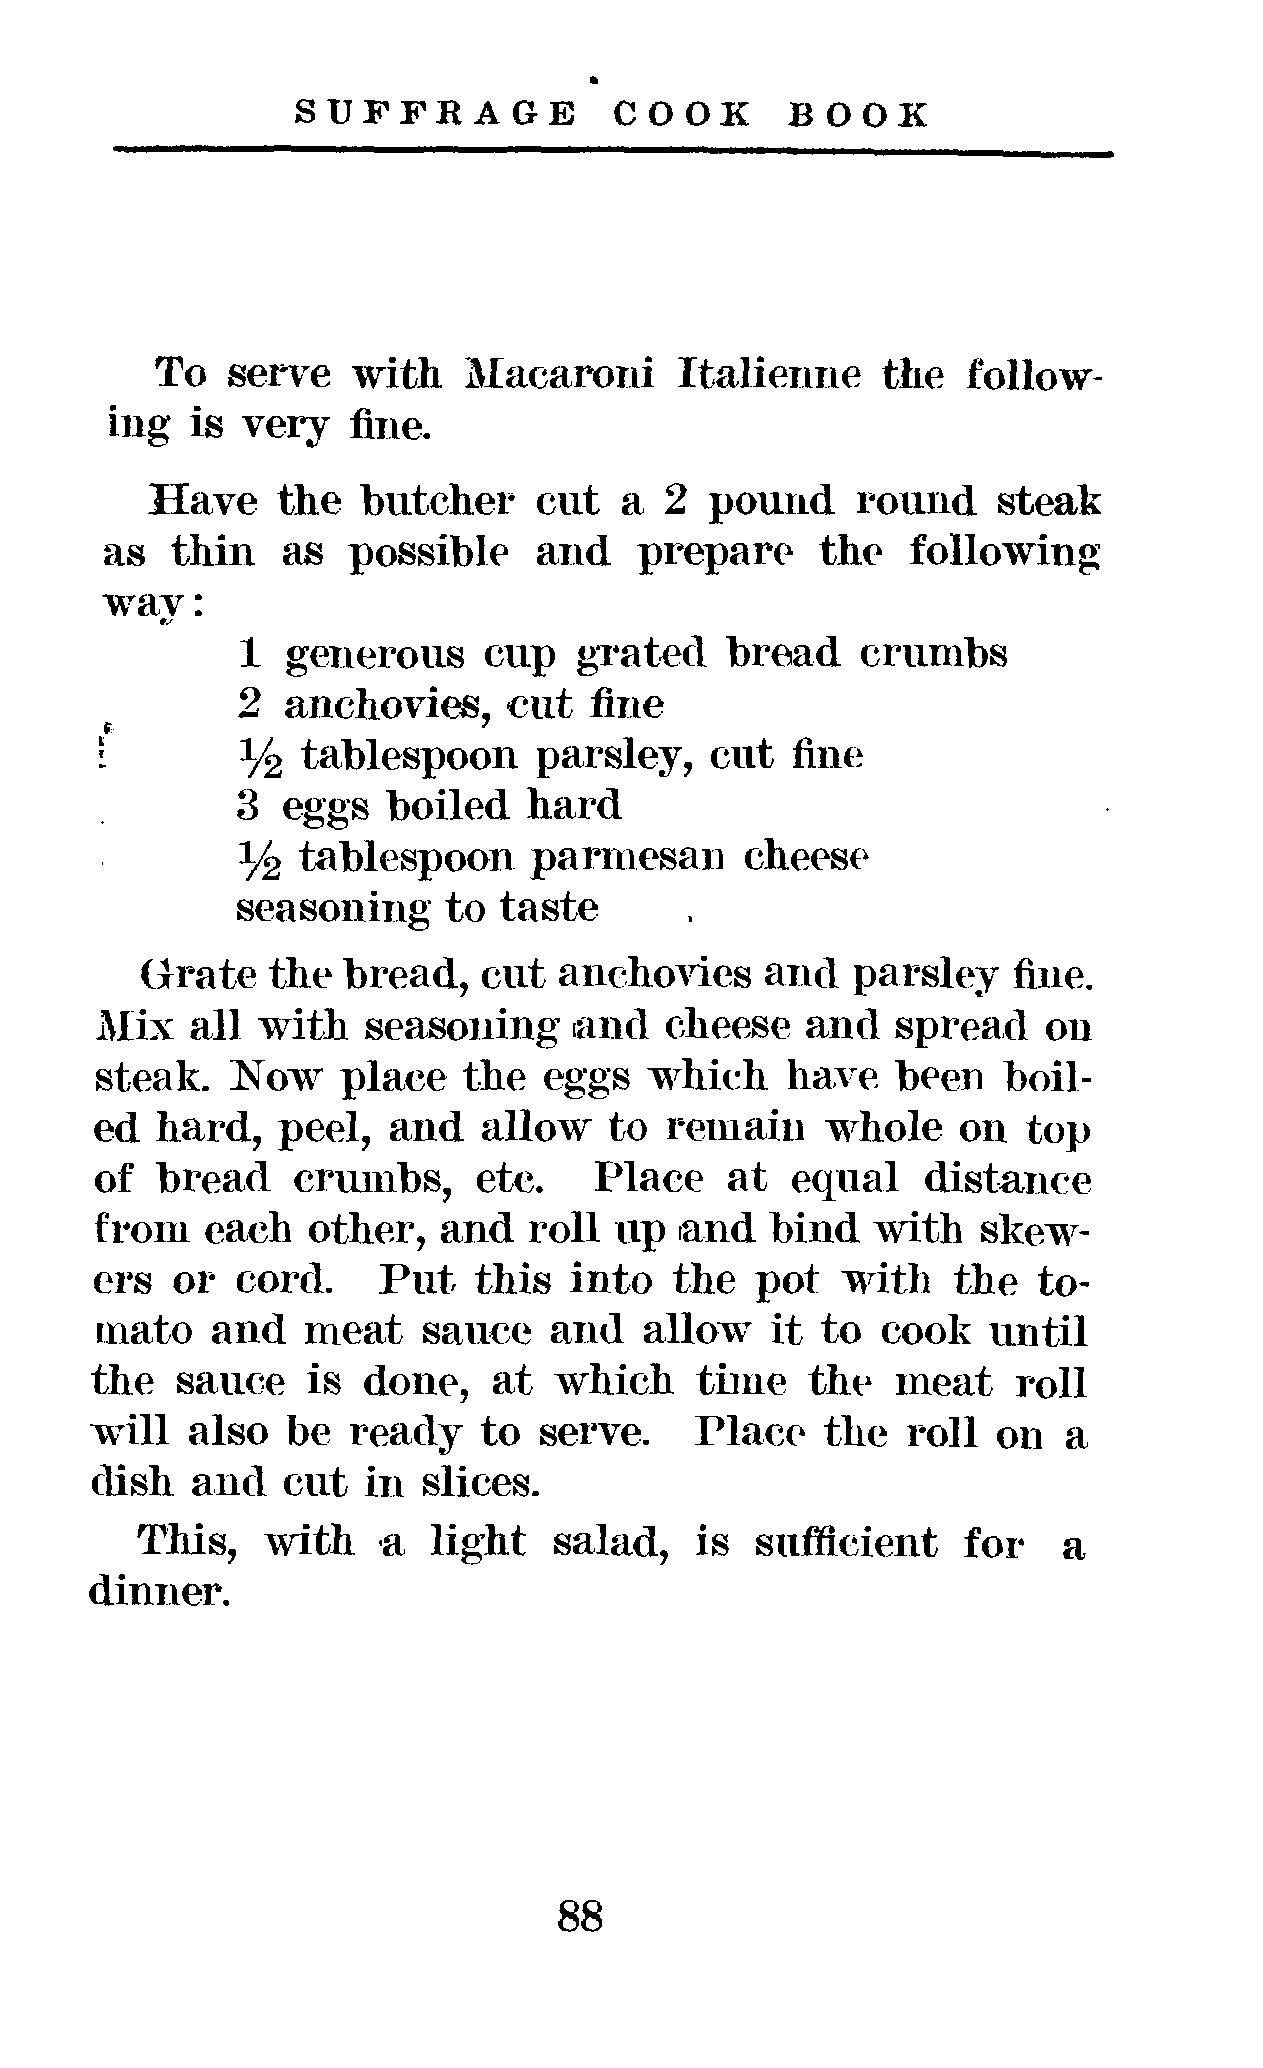 SUFFRAGE COOK BOOK
To serve with Macaroni Italienne the follow-
ing is very fine.
Have the butcher cut a 2 pound round steak
as thin as possible and prepare the following
way:
1 generous cup grated bread crumbs
2 anchovies, cut fine
½ tablespoon parsley, cut fine
3 eggs boiled hard
½ tablespoon parmesan cheese
seasoning to taste
Grate the bread, cut anchovies and parsley fine.
Mix all with seasoning and cheese and spread on
steak. Now place the eggs which have been boil-
ed hard, peel, and allow to remain whole on top
of bread crumbs, etc. Place at equal distance
from each other, and roll up and bind with skew-
ers or cord. Put this into the pot with the to-
mato and meat sauce and allow it to cook until
the sauce is done, at which time the meat roll
will also be ready to serve. Place the roll on a
dish and cut in slices.
This, with a light salad, is sufficient for a
dinner.
88